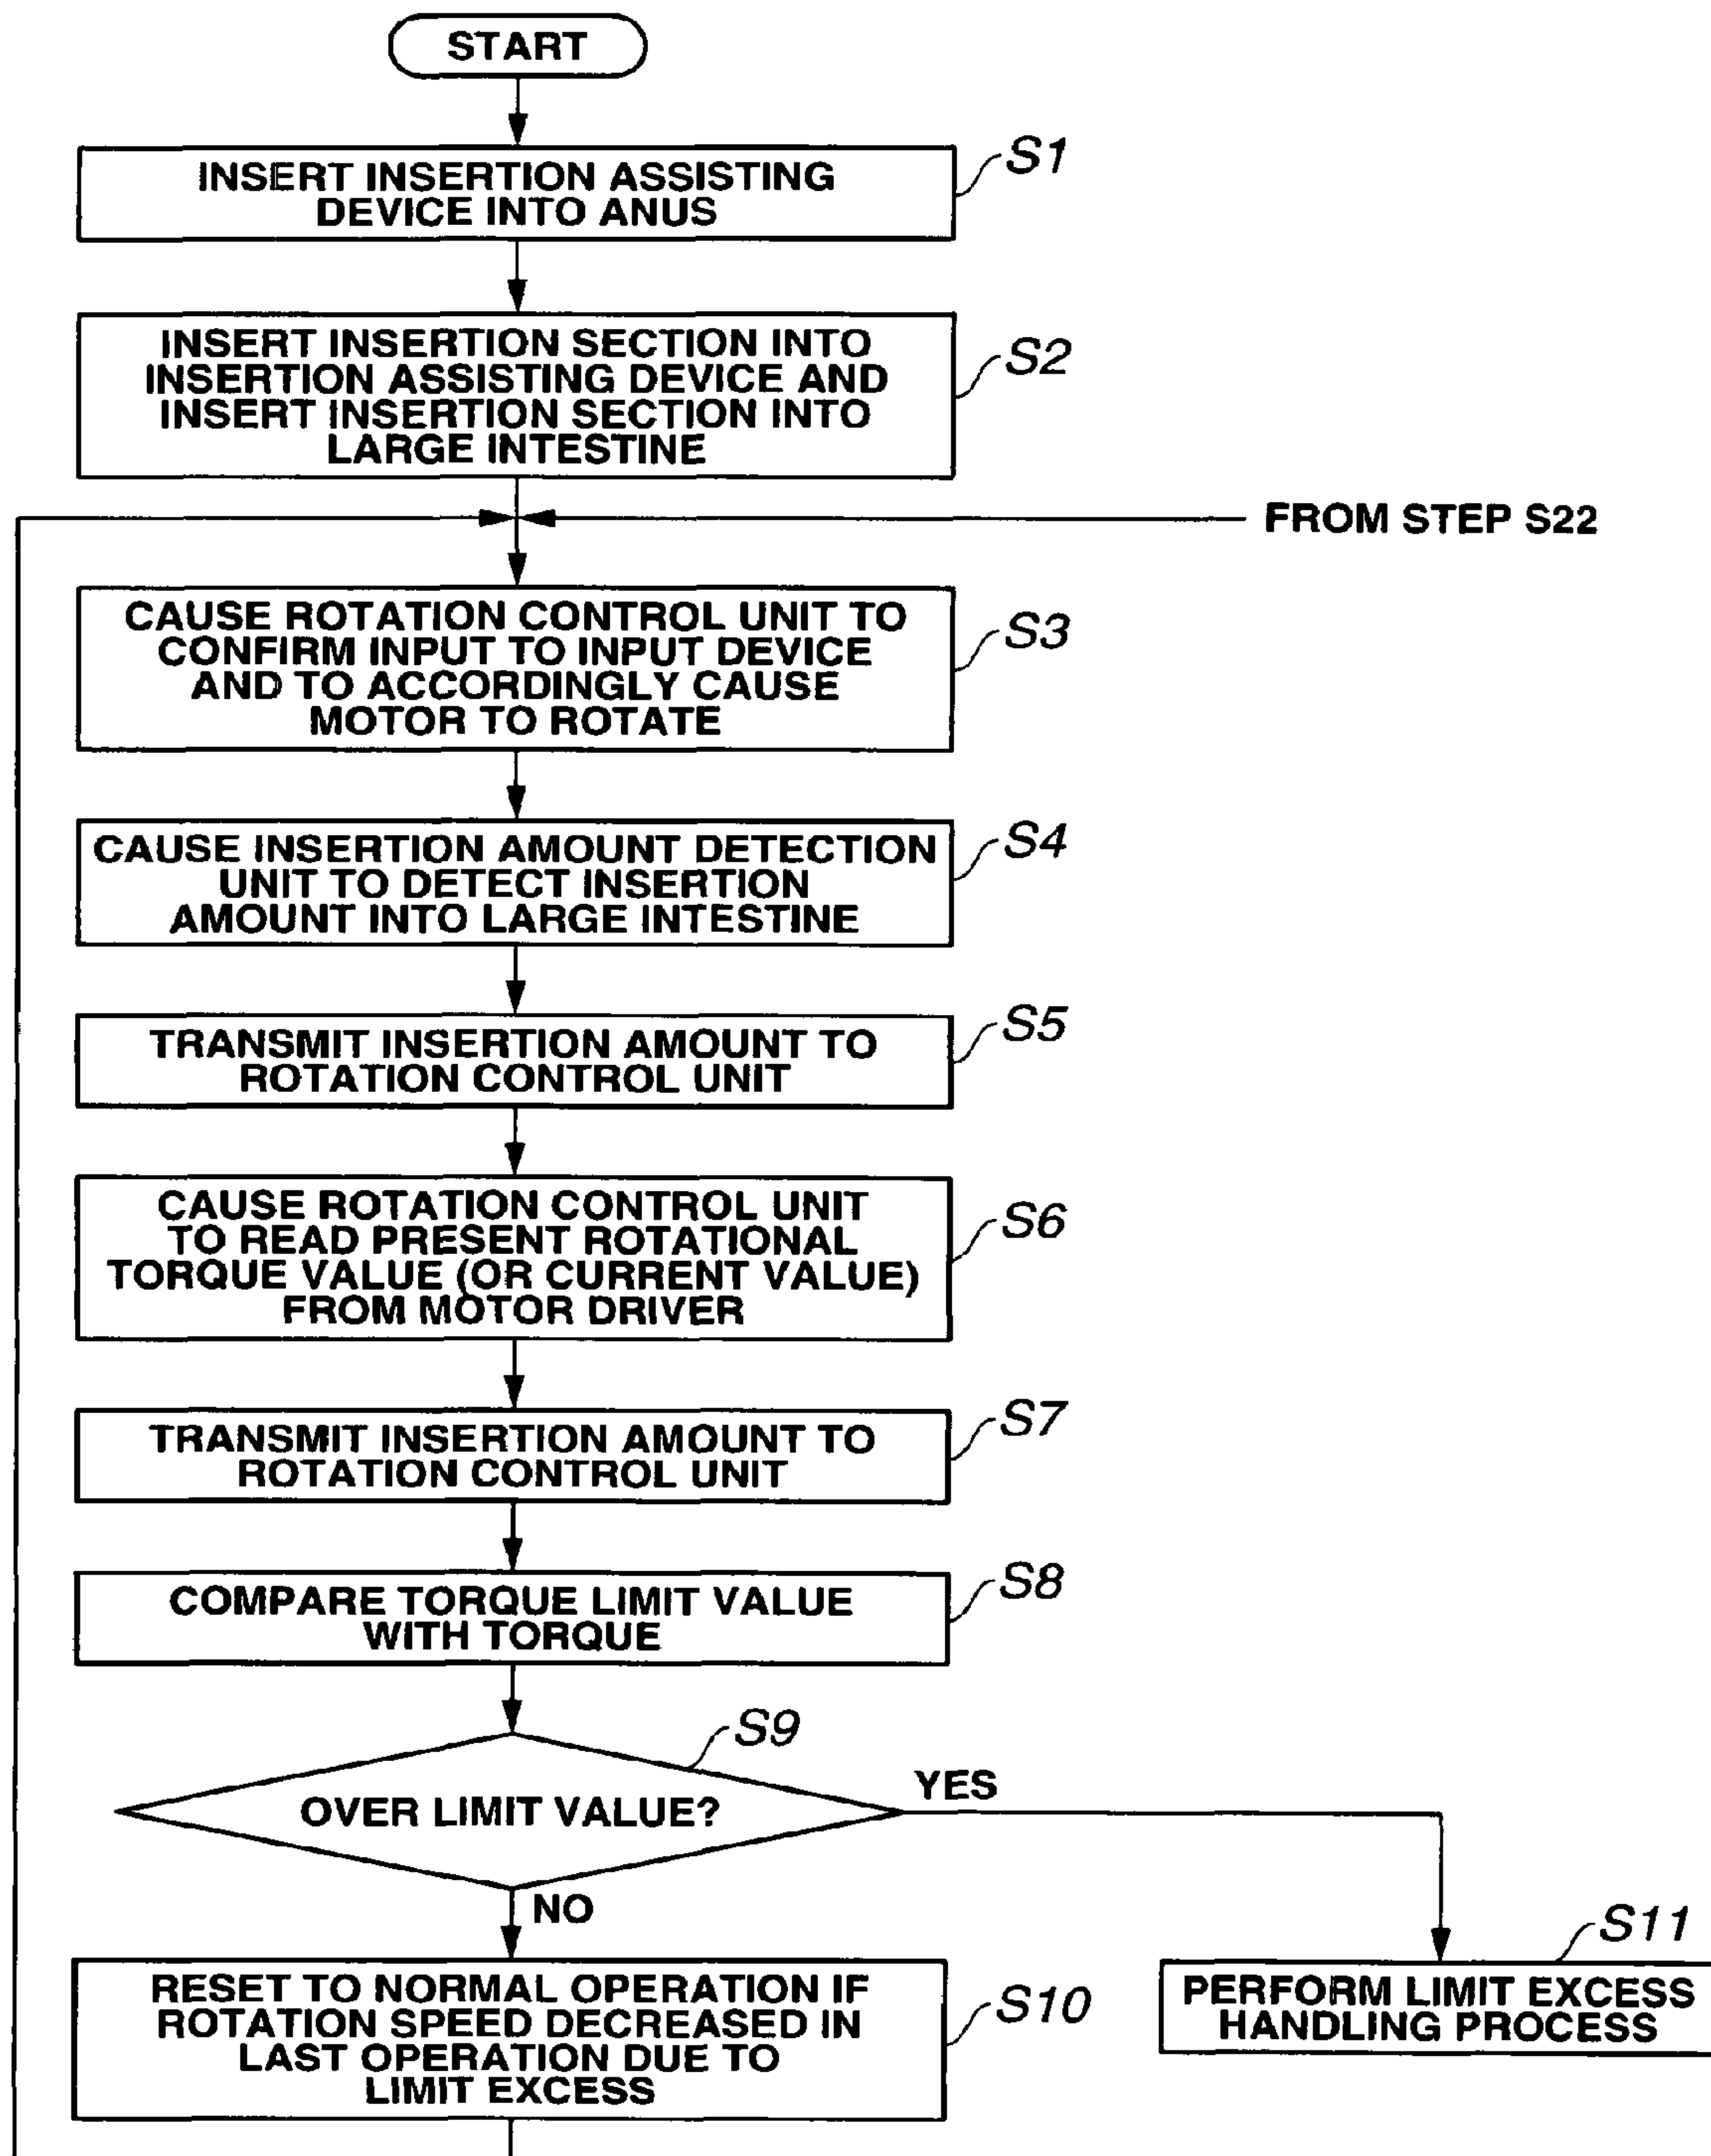 START
INSERT INSERTION ASSISTING
DEVICE INTO ANUS
S1
INSERT INSERTION SECTION INTO
INSERTION ASSISTING DEVICE AND
INSERT INSERTION SECTION INTO
LARGE INTESTINE
S2
FROM STEP S22
CAUSE ROTATION CONTROL UNIT TO
CONFIRM INPUT TO INPUT DEVICE
AND TO ACCORDINGLY CAUSE
MOTOR TO ROTATE
S3
CAUSE INSERTION AMOUNT DETECTION
UNIT TO DETECT INSERTION
AMOUNT INTO LARGE INTESTINE
S4
TRANSMIT INSERTION AMOUNT TO
ROTATION CONTROL UNIT
S5
CAUSE ROTATION CONTROL UNIT
TO READ PRESENT ROTATIONAL
TORQUE VALUE (OR CURRENT VALUE)
FROM MOTOR DRIVER
S6
TRANSMIT INSERTION AMOUNT TO
ROTATION CONTROL UNIT
S7
COMPARE TORQUE LIMIT VALUE
WITH TORQUE
S8
S9
OVER LIMIT VALUE?
YES
NO
RESET TO NORMAL OPERATION IF
ROTATION SPEED DECREASED IN
LAST OPERATION DUE TO
LIMIT EXCESS
S10
S11
PERFORM LIMIT EXCESS
HANDLING PROCESS